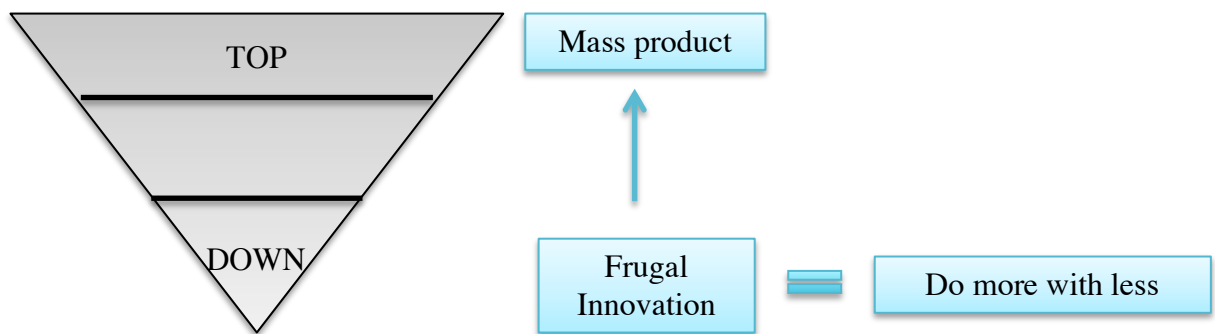 TOP
Mass product
DOWN
Frugal
Innovation
Do more with less